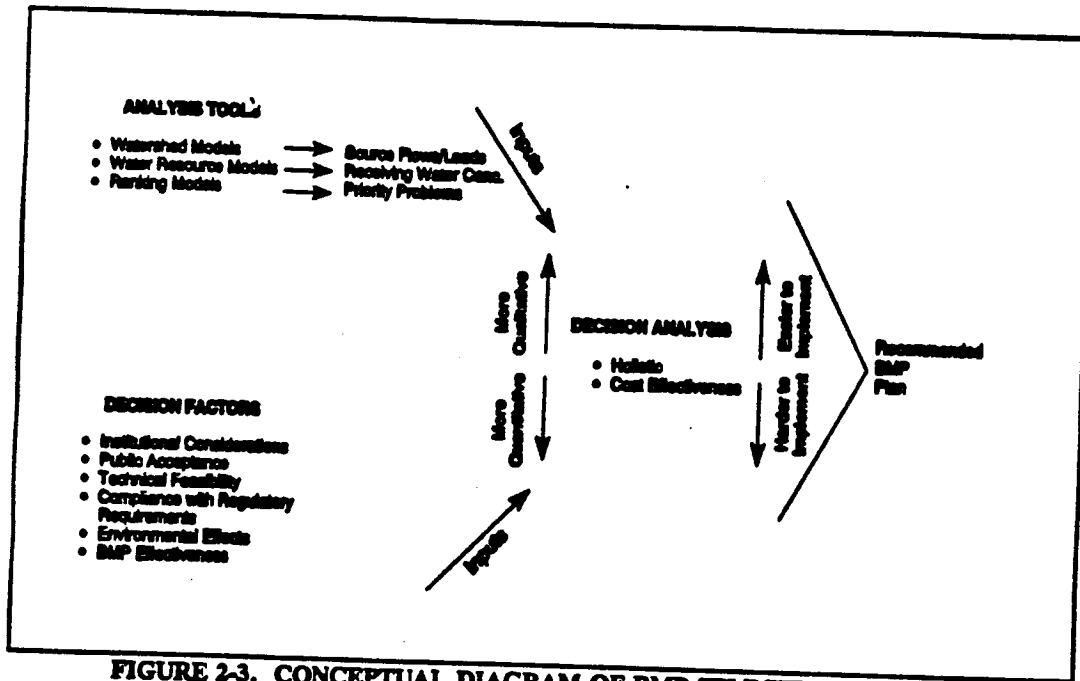 ANALYSIS TOOLS
• Watershed Models → Source Flows/Loads
• Water Resource Models → Receiving Water Conc.
• Ranking Models → Priority Problems
Inputs
More
Qualitative
More
Quantitative
DECISION ANALYSIS
• Holistic
• Cost Effectiveness
Easier to
Implement
Harder to
Implement
Recommended
BMP
Plan
DECISION FACTORS
• Institutional Considerations
• Public Acceptance
• Technical Feasibility
• Compliance with Regulatory
Requirements
• Environmental Effects
• BMP Effectiveness
Inputs
FIGURE 2-3. CONCEPTUAL DIAGRAM OF BMP